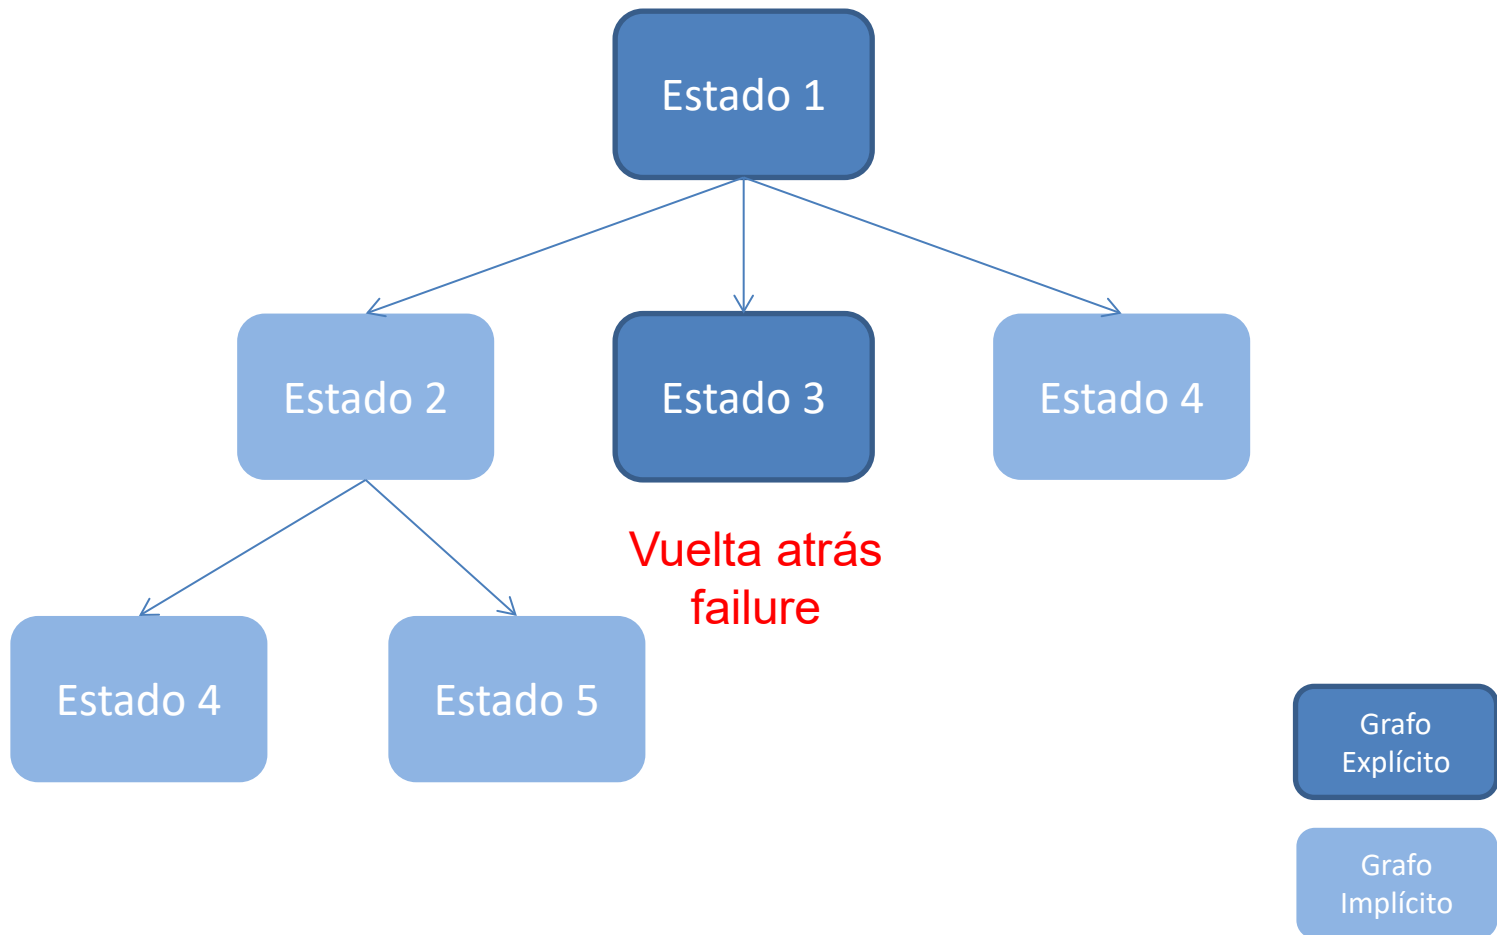 Estado 1
Estado 2
Estado 3
Estado 4
Vuelta atrás
failure
Estado 4
Estado 5
Grafo
Explícito
Grafo
Implícito